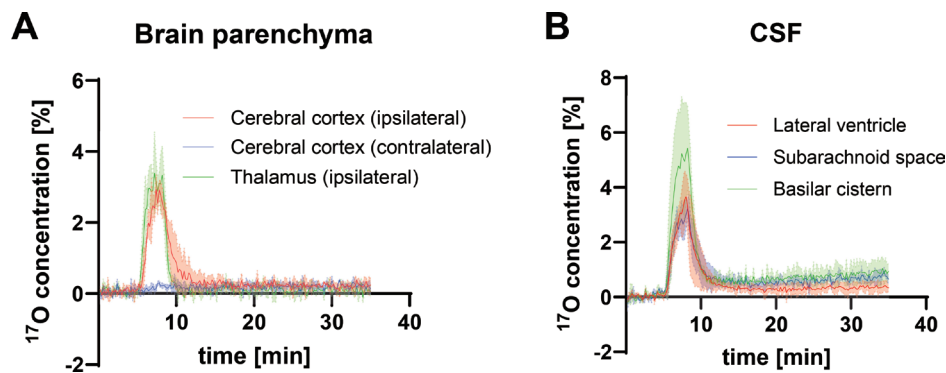 A
Brain parenchyma
17O concentration [%]
6
4
2
0
-2
10
20
30
40
time [min]
Cerebral cortex (ipsilateral)
Cerebral cortex (contralateral)
Thalamus (ipsilateral)
B
CSF
17O concentration [%]
8
6
4
2
0
-2
10
20
30
40
time [min]
Lateral ventricle
Subarachnoid space
Basilar cistern